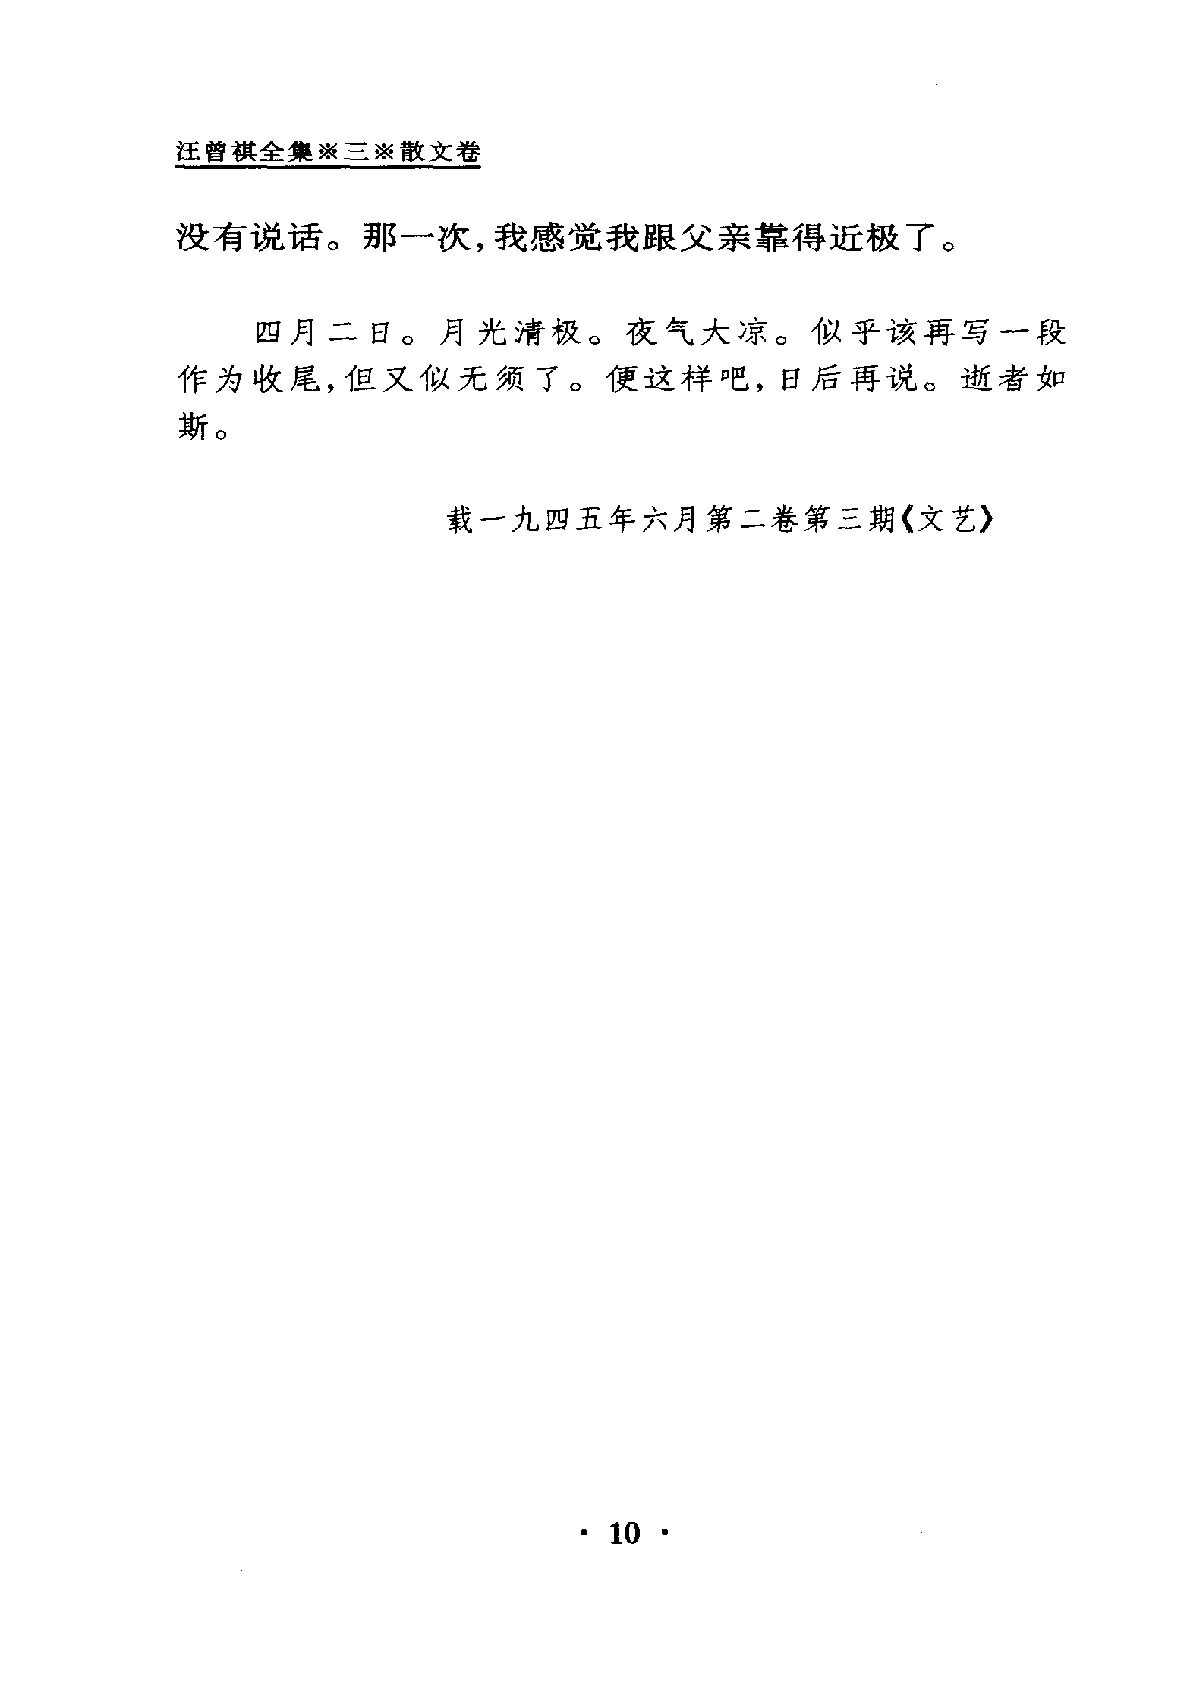 汪曾祺全集※三※散文卷
没有说话。那一次,我感觉我跟父亲靠得近极了。
四月二日。月光清极。夜气大凉。似乎该再写一段
作为收尾,但又似无须了。便这样吧,日后再说。逝者如
斯。
载一九四五年六月第二卷第三期《文艺》
· 10 ·